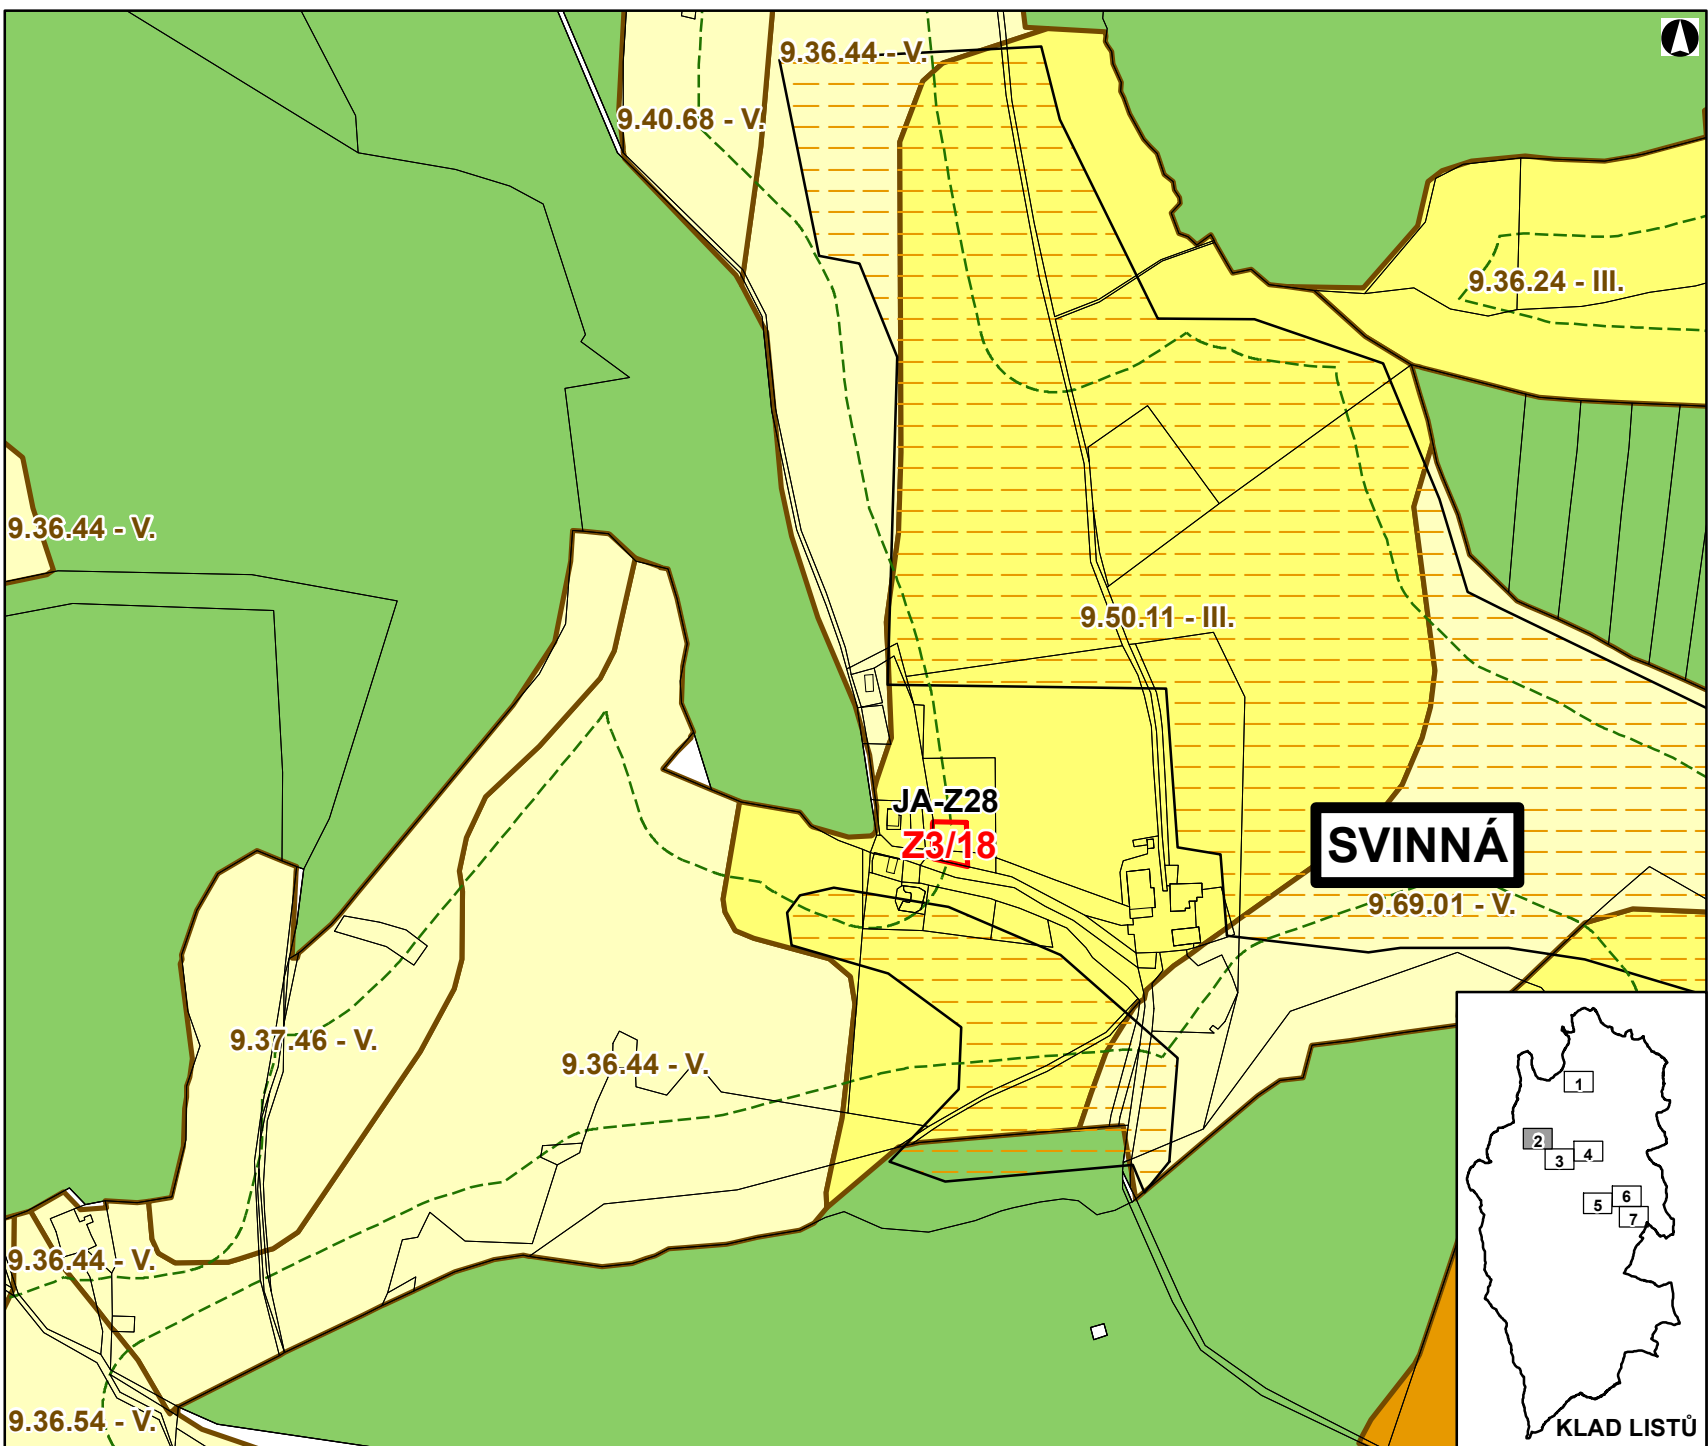 9.36.44 - V.
9.40.68 - V.
9.36.24 - III.
9.36.44 - V.
9.50.11 - III.
JA-Z28
Z3/18
SVINNÁ
9.69.01 - V.
9.37.46 - V.
9.36.44 - V.
1
2
3
4
5
6
7
9.36.44 - V.
9.36.54 - V.
KLAD LISTŮ